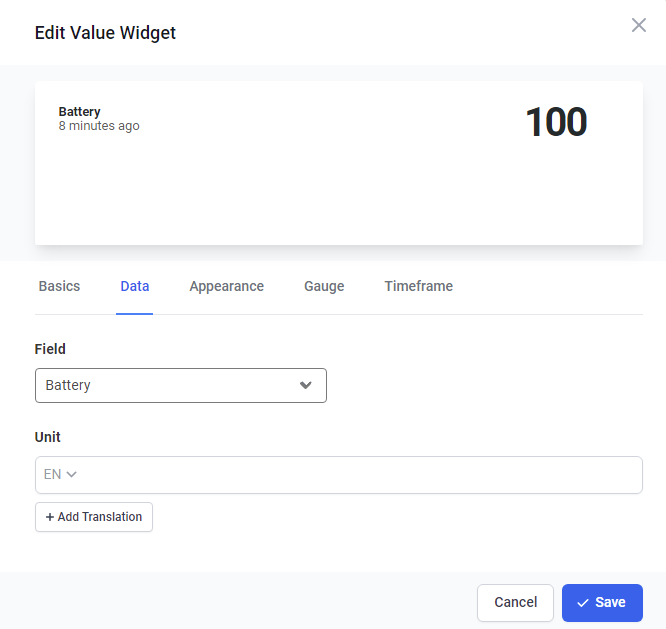 Edit Value Widget
Battery
8 minutes ago
100
Basics Data Appearance Gauge Timeframe
Field
Battery
Unit
EN
+ Add Translation
Cancel Save